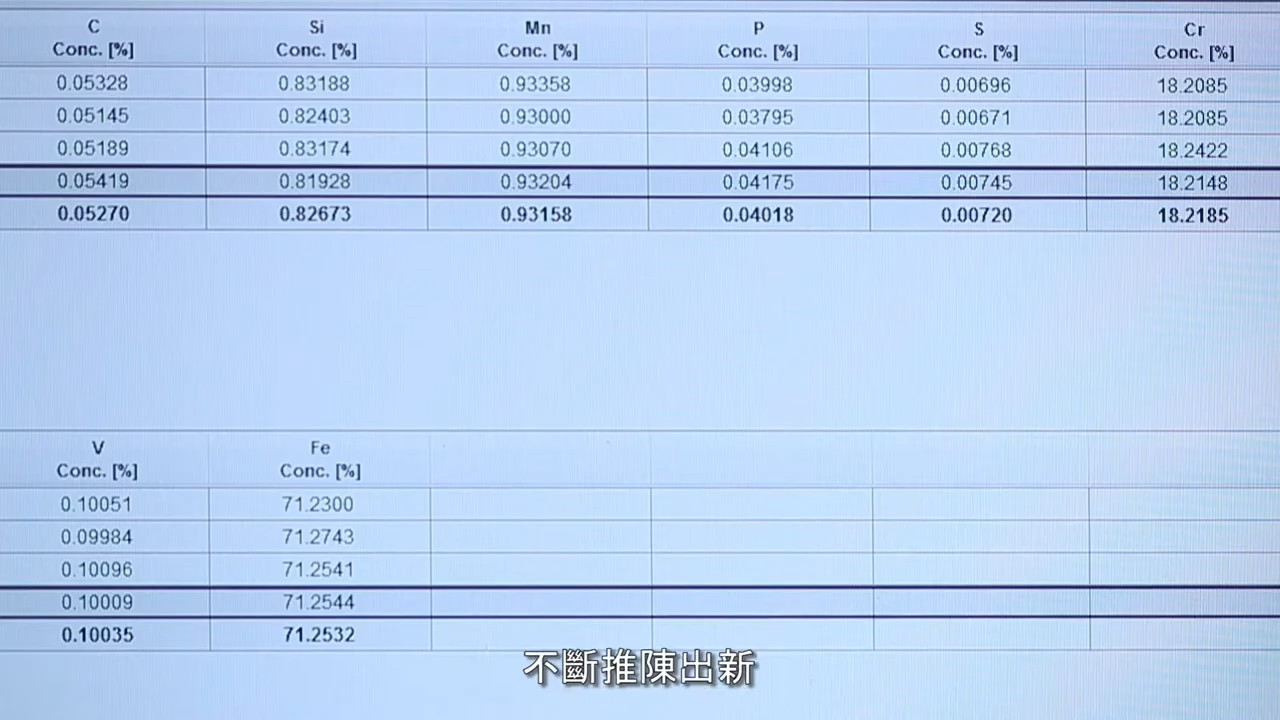 C Si Mn P S Cr
Conc. [%] Conc. [%] Conc. [%] Conc. [%] Conc. [%] Conc. [%]
0.05328 0.83188 0.93358 0.03998 0.00696 18.2085
0.05145 0.82403 0.93000 0.03795 0.00671 18.2085
0.05189 0.83174 0.93070 0.04106 0.00768 18.2422
0.05419 0.81928 0.93204 0.04175 0.00745 18.2148
0.05270 0.82673 0.93158 0.04018 0.00720 18.2185
V Fe
Conc. [%] Conc. [%]
0.10051 71.2300
0.09984 71.2743
0.10096 71.2541
0.10009 71.2544
0.10035 71.2532
不斷推陳出新